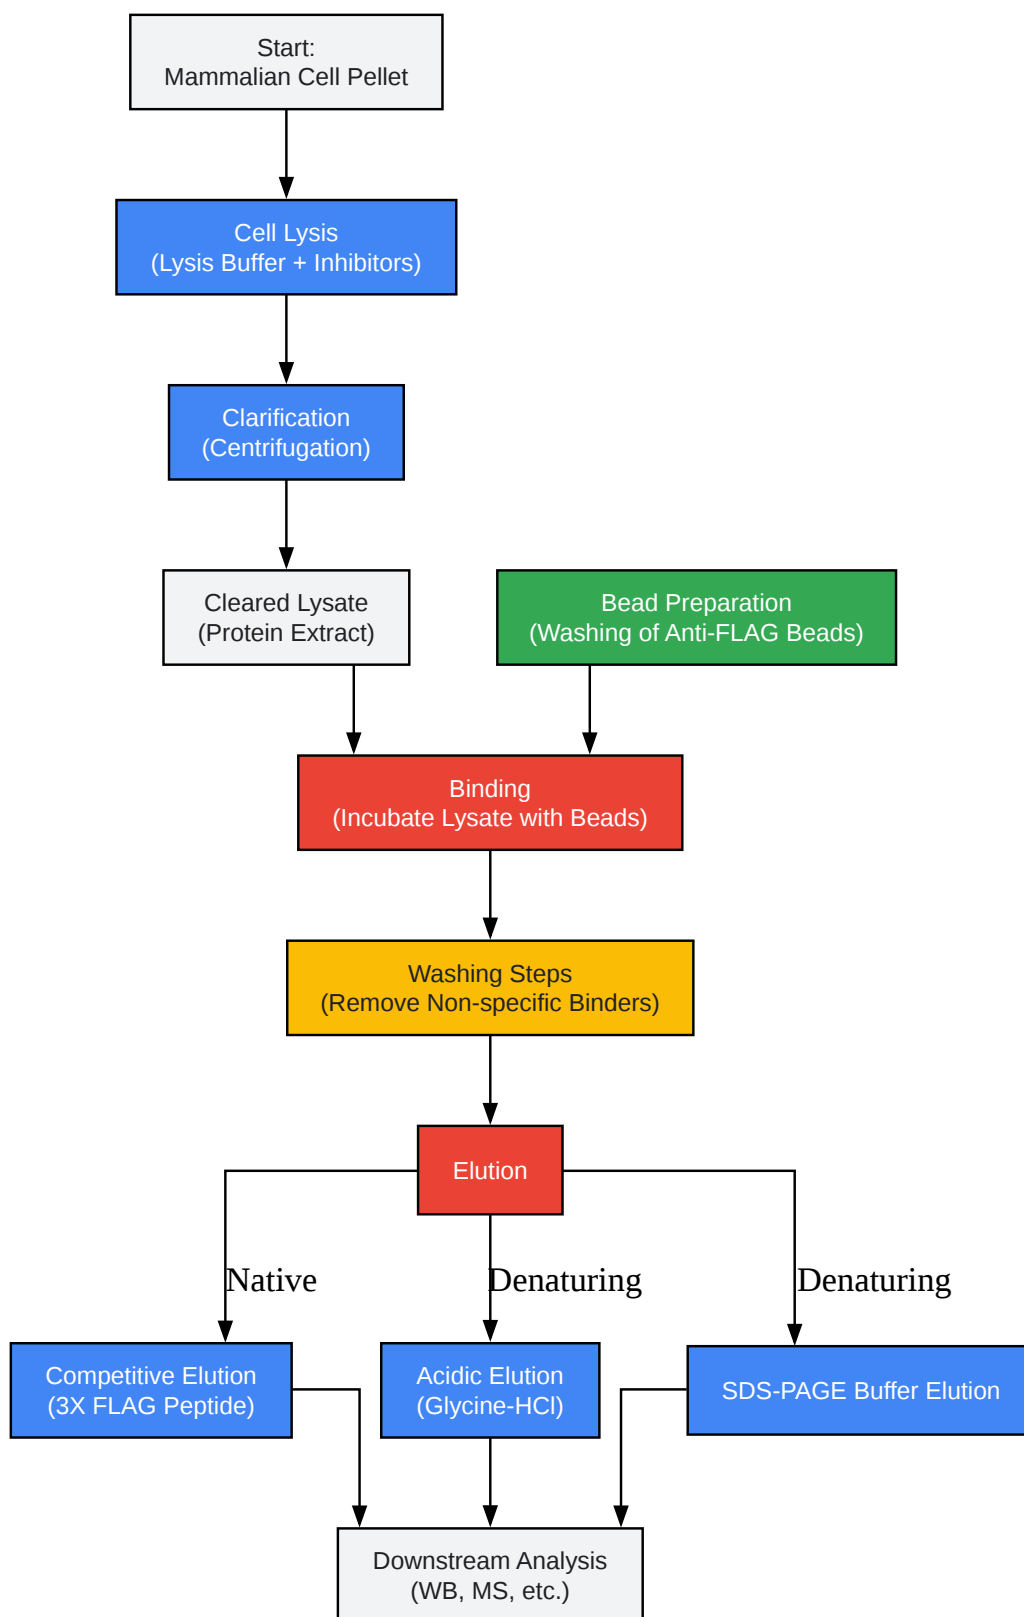 Start:
Mammalian Cell Pellet
Cell Lysis
(Lysis Buffer + Inhibitors)
Clarification
(Centrifugation)
Cleared Lysate
(Protein Extract)
Bead Preparation
(Washing of Anti-FLAG Beads)
Binding
(Incubate Lysate with Beads)
Washing Steps
(Remove Non-specific Binders)
Elution
Native
Denaturing
Denaturing
Competitive Elution
(3X FLAG Peptide)
Acidic Elution
(Glycine-HCl)
SDS-PAGE Buffer Elution
Downstream Analysis
(WB, MS, etc.)